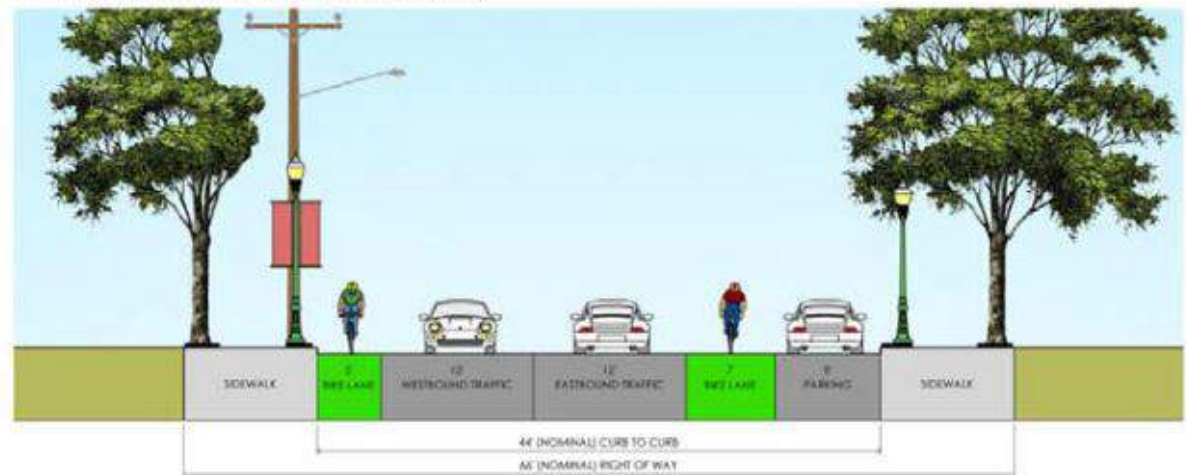 SIDEWALK
5'
BIKE LANE
12'
WESTBOUND TRAFFIC
12'
EASTBOUND TRAFFIC
7'
BIKE LANE
8'
PARKING
SIDEWALK
44' (NOMINAL) CURB TO CURB
66' (NOMINAL) RIGHT OF WAY